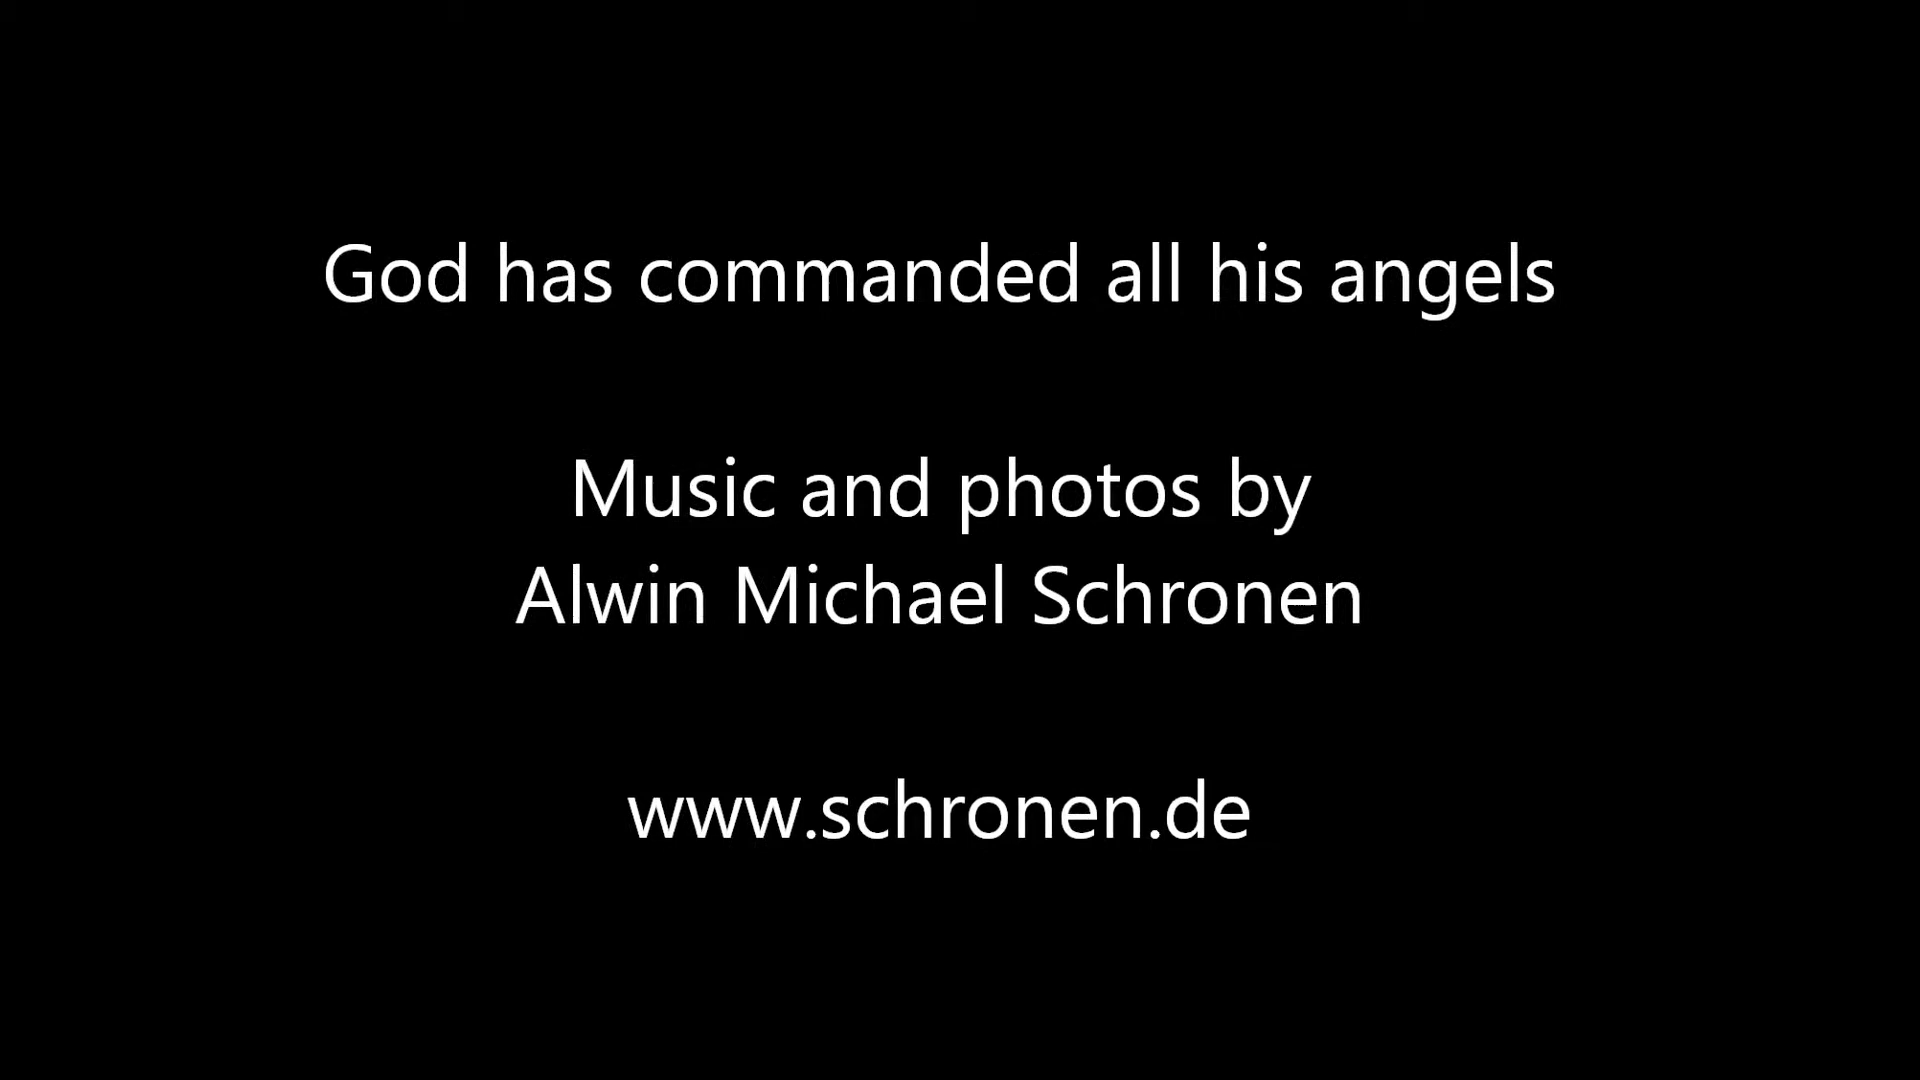 God has commanded all his angels
Music and photos by
Alwin Michael Schronen
www.schronen.de